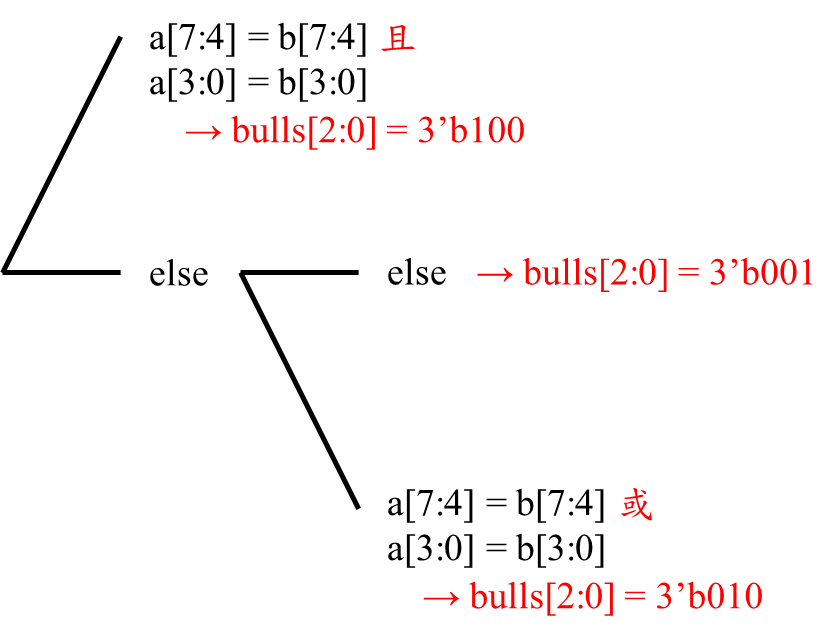 a[7:4] = b[7:4] 且
a[3:0] = b[3:0]
→ bulls[2:0] = 3’b100
else
else → bulls[2:0] = 3’b001
a[7:4] = b[7:4] 或
a[3:0] = b[3:0]
→ bulls[2:0] = 3’b010